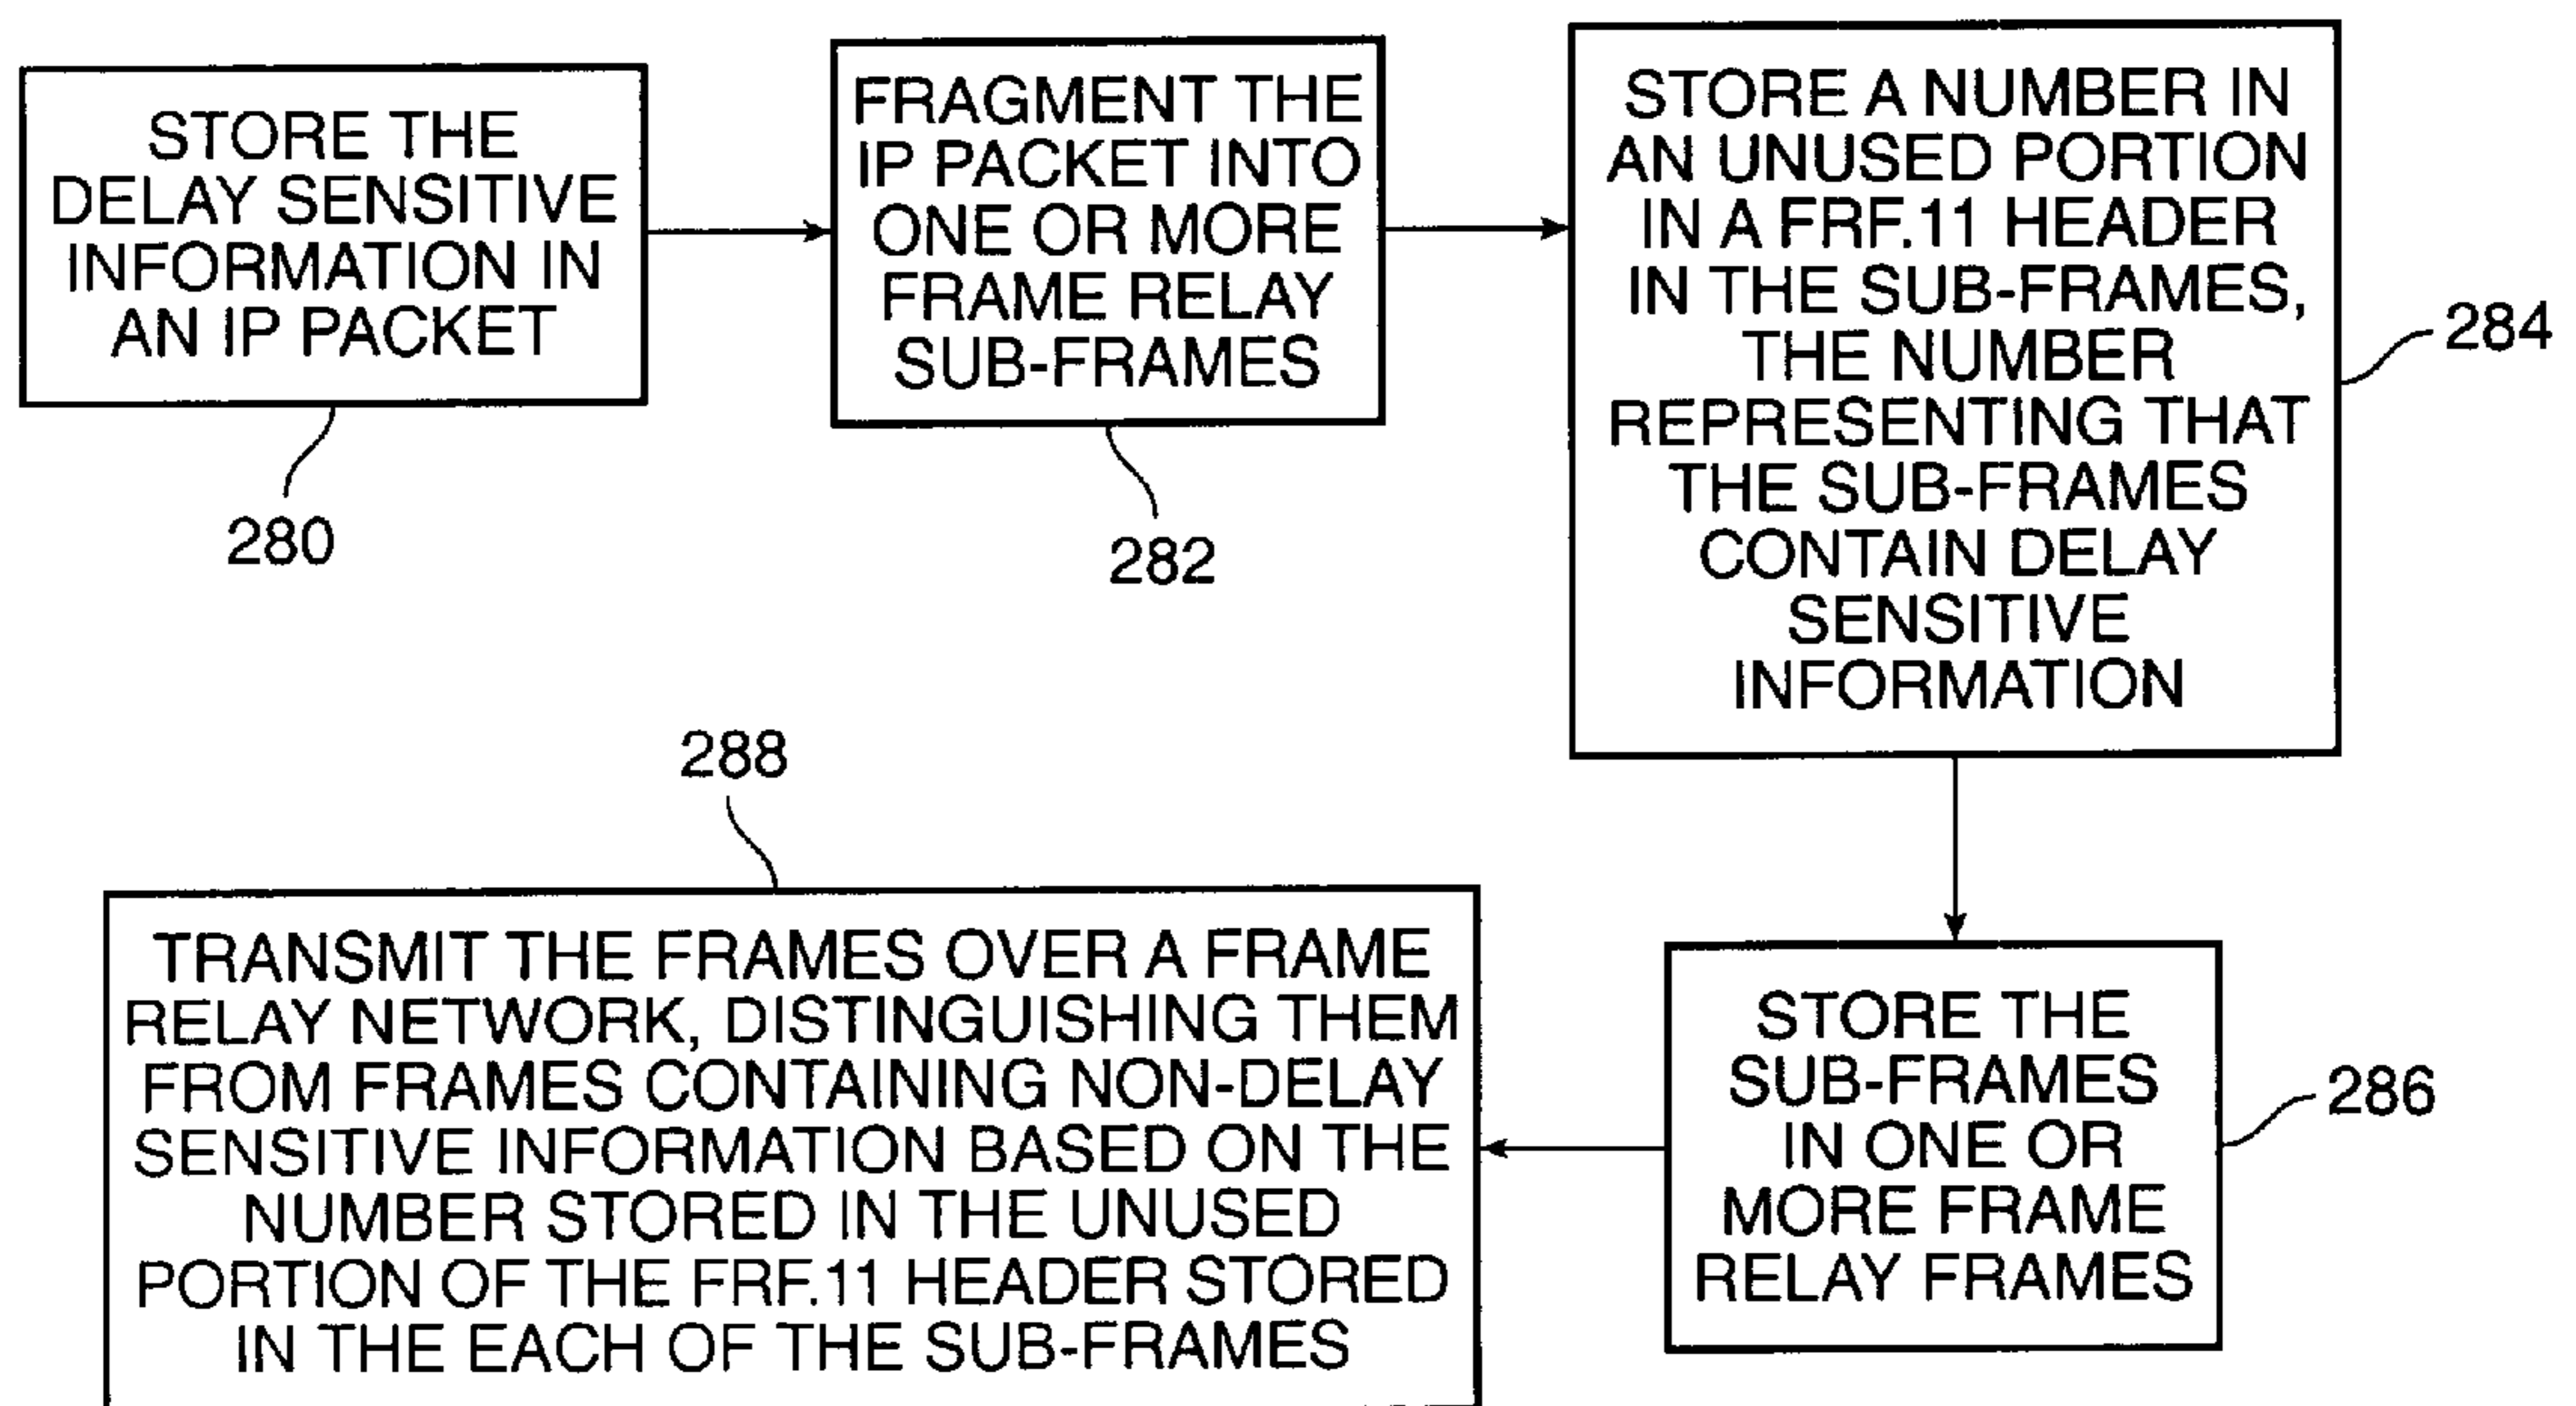 STORE THE
DELAY SENSITIVE
INFORMATION IN
AN IP PACKET
280
FRAGMENT THE
IP PACKET INTO
ONE OR MORE
FRAME RELAY
SUB-FRAMES
282
STORE A NUMBER IN
AN UNUSED PORTION
IN A FRF.11 HEADER
IN THE SUB-FRAMES,
THE NUMBER
REPRESENTING THAT
THE SUB-FRAMES
CONTAIN DELAY
SENSITIVE
INFORMATION
284
STORE THE
SUB-FRAMES
IN ONE OR
MORE FRAME
RELAY FRAMES
286
288
TRANSMIT THE FRAMES OVER A FRAME
RELAY NETWORK, DISTINGUISHING THEM
FROM FRAMES CONTAINING NON-DELAY
SENSITIVE INFORMATION BASED ON THE
NUMBER STORED IN THE UNUSED
PORTION OF THE FRF.11 HEADER STORED
IN THE EACH OF THE SUB-FRAMES